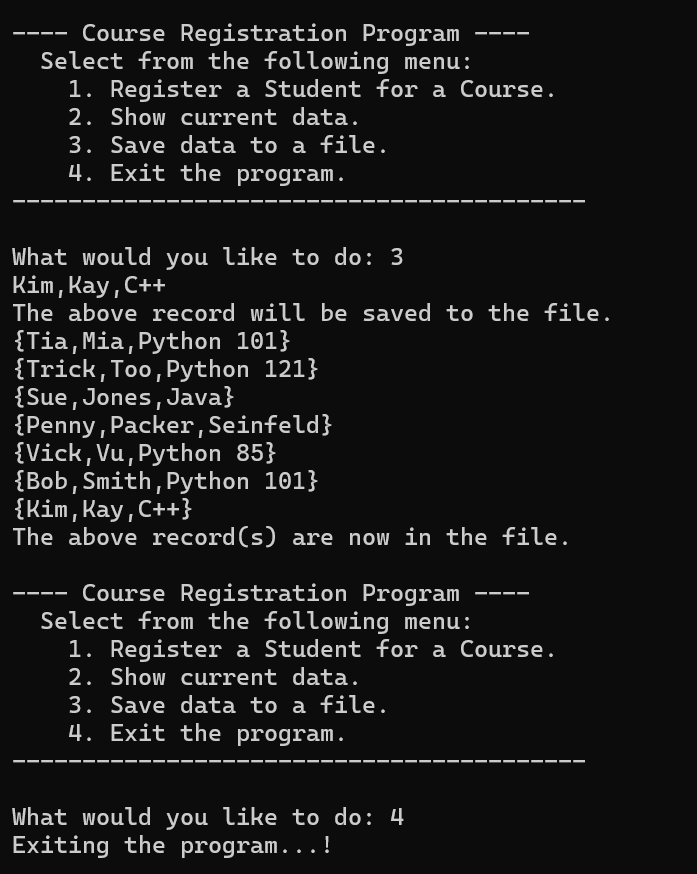 ---- Course Registration Program ----
  Select from the following menu:
    1. Register a Student for a Course.
    2. Show current data.
    3. Save data to a file.
    4. Exit the program.
-----------------------------------------

What would you like to do: 3
Kim,Kay,C++
The above record will be saved to the file.
{Tia,Mia,Python 101}
{Trick,Too,Python 121}
{Sue,Jones,Java}
{Penny,Packer,Seinfeld}
{Vick,Vu,Python 85}
{Bob,Smith,Python 101}
{Kim,Kay,C++}
The above record(s) are now in the file.

---- Course Registration Program ----
  Select from the following menu:
    1. Register a Student for a Course.
    2. Show current data.
    3. Save data to a file.
    4. Exit the program.
-----------------------------------------

What would you like to do: 4
Exiting the program...!